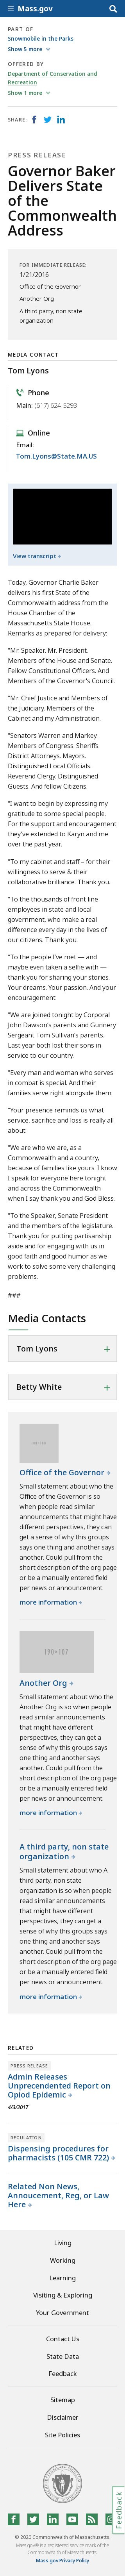 Mass.gov
PART OF
Snowmobile in the Parks
Show 5 more
OFFERED BY
Department of Conservation and
Recreation
Show 1 more
SHARE:
PRESS RELEASE
Governor Baker
Delivers State
of the
Commonwealth
Address
FOR IMMEDIATE RELEASE:
1/21/2016
Office of the Governor
Another Org
A third party, non state
organization
MEDIA CONTACT
Tom Lyons
Phone
Main: (617) 624-5293
Online
Email:
Tom.Lyons@State.MA.US
View transcript
Today, Governor Charlie Baker
delivers his first State of the
Commonwealth address from the
House Chamber of the
Massachusetts State House.
Remarks as prepared for delivery:
"Mr. Speaker. Mr. President.
Members of the House and Senate.
Fellow Constitutional Officers. And
Members of the Governor's Council.
"Mr. Chief Justice and Members of
the Judiciary. Members of the
Cabinet and my Administration.
"Senators Warren and Markey.
Members of Congress. Sheriffs.
District Attorneys. Mayors.
Distinguished Local Officials.
Revered Clergy. Distinguished
Guests. And fellow Citizens.
"I want to begin by expressing my
gratitude and some special people.
For all the support and encouragement
they've extended to Karyn and me
over the past year.
"To my cabinet and staff – for their
tireless work and their
collaborative brilliance. Thank you.
"To the thousands of front line
employees in state and local
government, who make a real
difference every day in the lives of
our citizens. Thank you.
"To the people I've met — and
maybe even taken a selfie with —
thank you for sharing your stories.
Your dreams. Your passion. And your
encouragement.
"We are joined tonight by Corporal
John Dawson's parents and Gunnery
Sergeant Tom Sullivan's parents.
Last year both men lost their sons
in service to our country.
"Every man and woman who serves
does so with love. And their
families serve right alongside them.
"Your presence reminds us what
service, sacrifice and loss is really all
about.
"We are who we are, as a
Commonwealth and a country,
because of families like yours. I know
I speak for everyone here tonight
and across the Commonwealth
when I say thank you and God Bless.
"To the Speaker, Senate President
and the members of the legislature.
Thank you for putting partisanship
aside and for engaging with us in
good faith and good humor as we
work to solve our state's many
challenges and chase its very
exciting possibilities.
###
Media Contacts
Tom Lyons
Betty White
Office of the Governor
Small statement about who the
Office of the Governor is so
when people read similar
announcements that might have
different perspectives, they can
get a sense of why this groups
says one thing and another says
another. Could pull from the
short description of the org page
or be a manually entered field
when press or announcement.
more information
190×107
Another Org
Small statement about who the
Another Org is so when people
read similar announcements
that might have different
perspectives, they can get a
sense of why this groups says
one thing and another says
another. Could pull from the
short description of the org page
or be a manually entered field
when press or announcement.
more information
A third party, non state
organization
Small statement about who A
third party, non state
organization is so when people
read similar announcements
that might have different
perspectives, they can get a
sense of why this groups says
one thing and another says
another. Could pull from the
short description of the org page
or be a manually entered field
when press or announcement.
more information
RELATED
PRESS RELEASE
Admin Releases
Unprecendented Report on
Opiod Epidemic
4/3/2017
REGULATION
Dispensing procedures for
pharmacists (105 CMR 722)
Related Non News,
Annoucement, Reg, or Law
Here
Living
Working
Learning
Visiting & Exploring
Your Government
Contact Us
State Data
Feedback
Sitemap
Disclaimer
Site Policies
Feedback
© 2020 Commonwealth of Massachusetts.
Mass.gov® is a registered service mark of the
Commonwealth of Massachusetts.
Mass.gov Privacy Policy